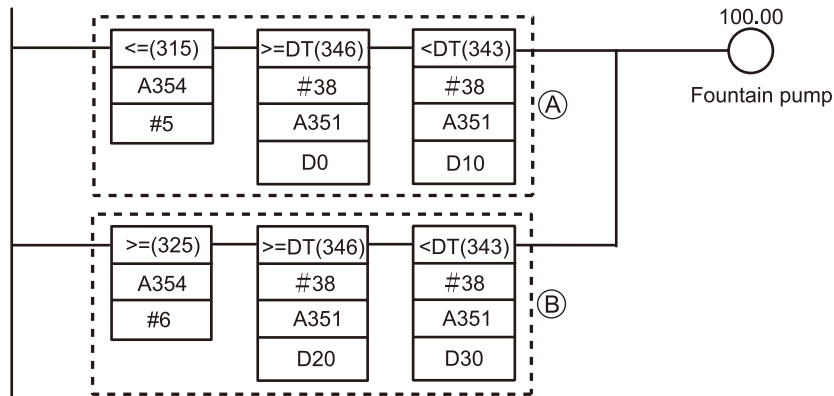 100.00
<=(315) >=DT(346) <DT(343)
A354 #38 #38
#5 A351 A351
D0 D10
A
Fountain pump
>=(325) >=DT(346) <DT(343)
A354 #38 #38
#6 A351 A351
D20 D30
B